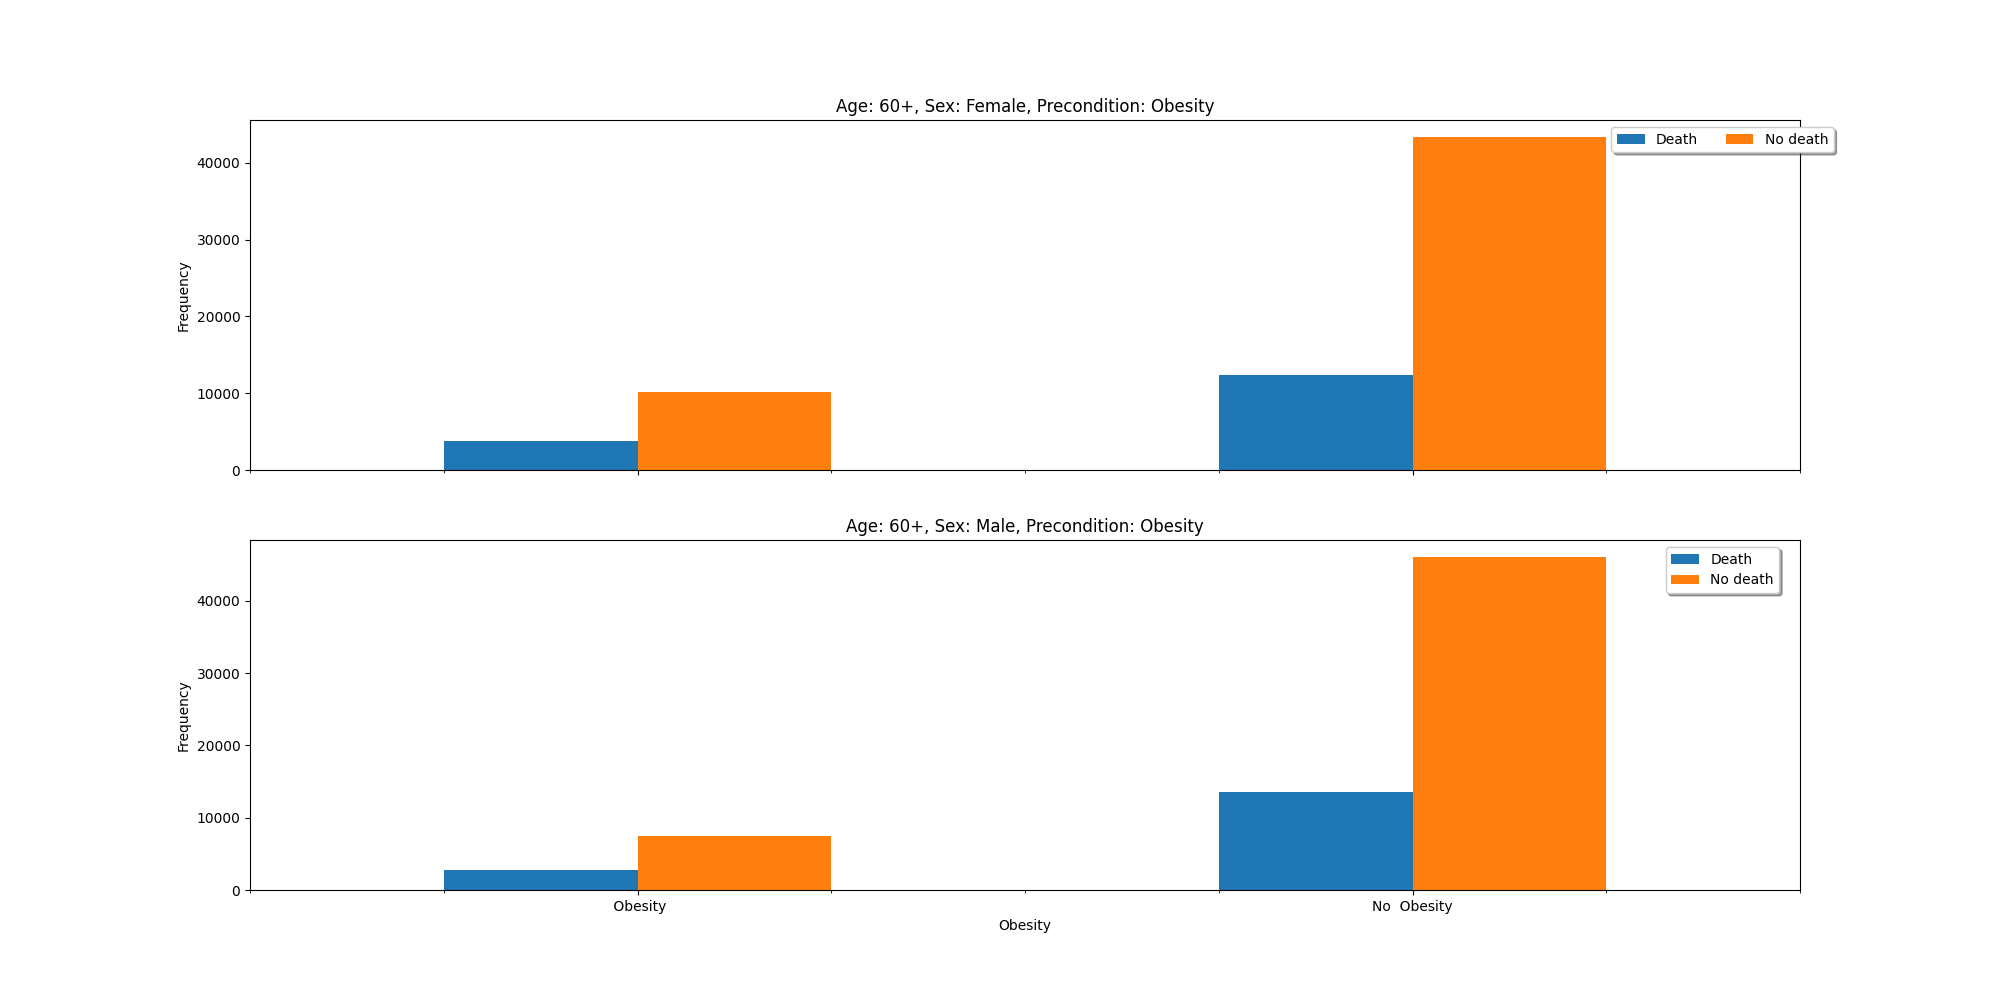 Age: 60+, Sex: Female, Precondition: Obesity
Death No death
40000
30000
20000
10000
0
Frequency
Age: 60+, Sex: Male, Precondition: Obesity
Death
No death
40000
30000
20000
10000
0
Frequency
Obesity No  Obesity
Obesity